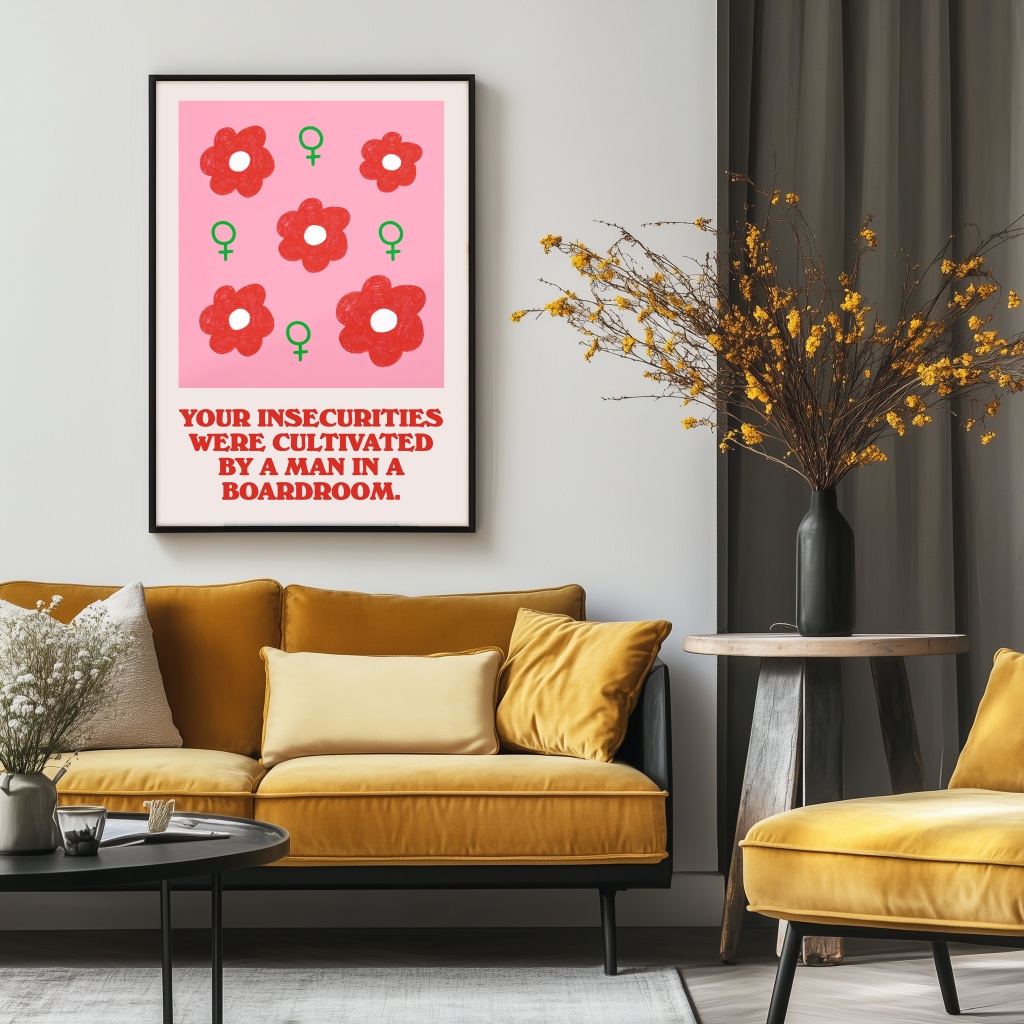 YOUR INSECURITIES
WERE CULTIVATED
BY A MAN IN A
BOARDROOM.